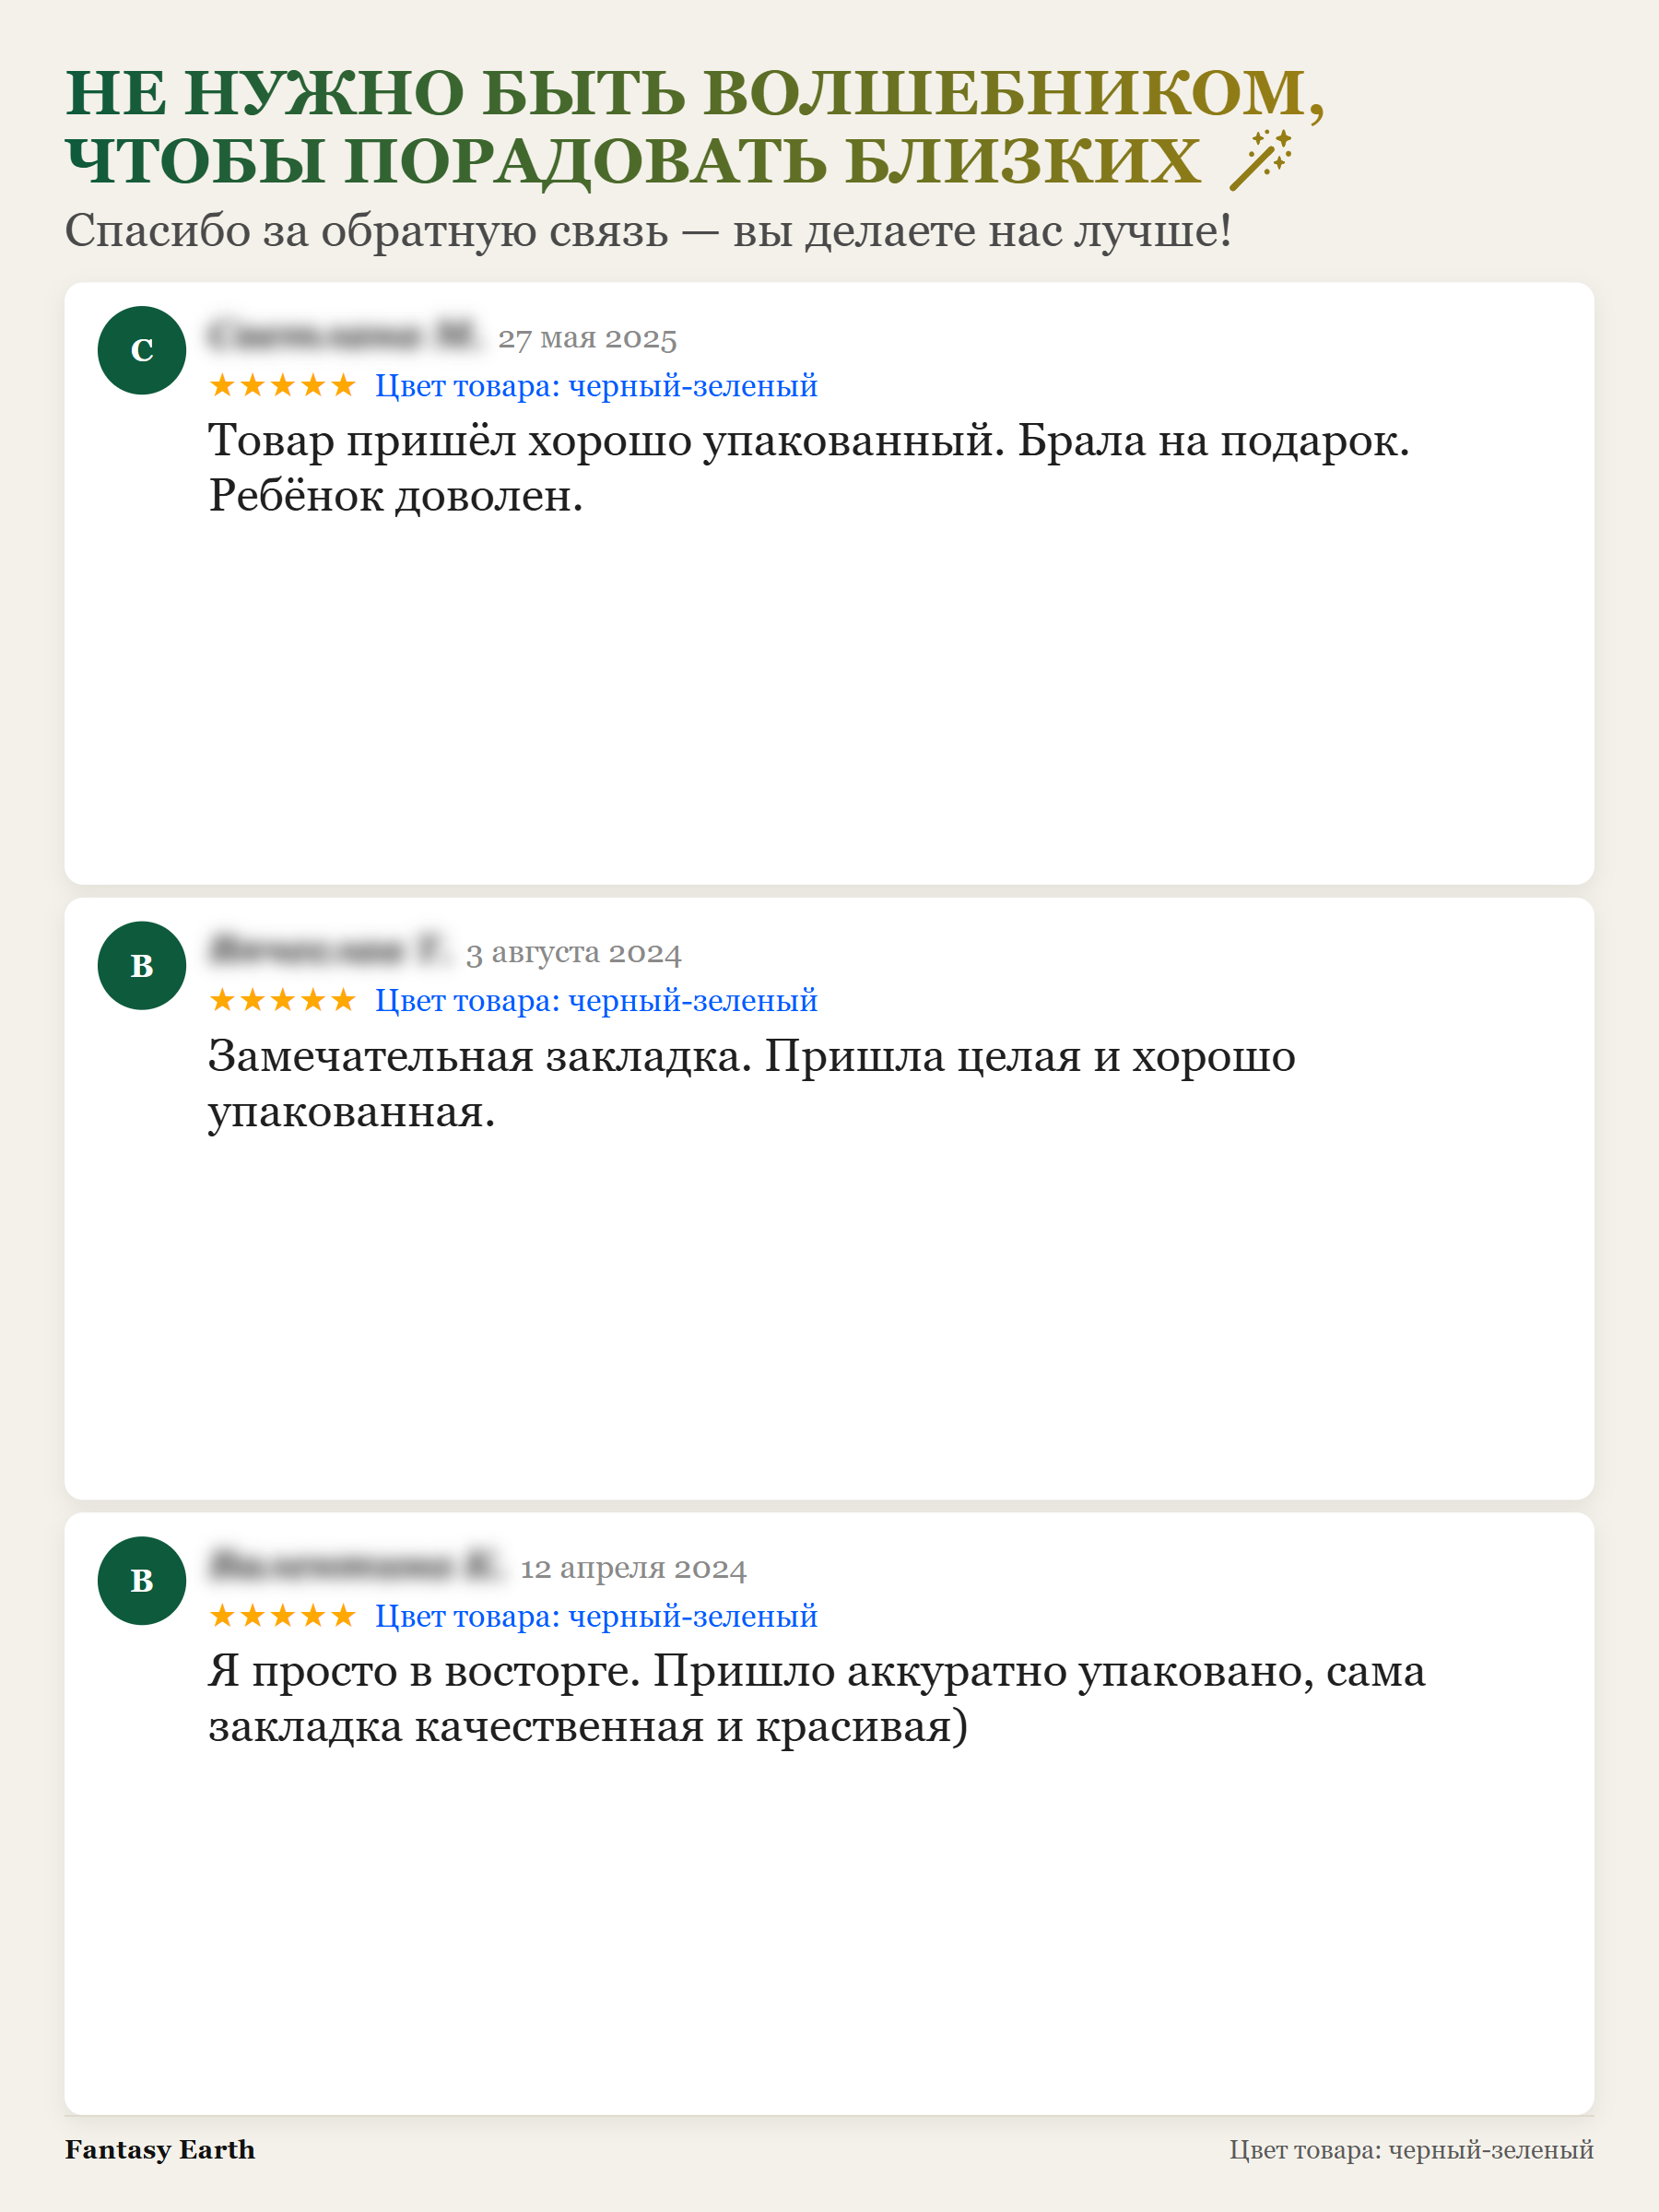 НЕ НУЖНО БЫТЬ ВОЛШЕБНИКОМ,
ЧТОБЫ ПОРАДОВАТЬ БЛИЗКИХ
Спасибо за обратную связь — вы делаете нас лучше!
С
27 мая 2025
★★★★★ Цвет товара: черный-зеленый
Товар пришёл хорошо упакованный. Брала на подарок.
Ребёнок доволен.
В
3 августа 2024
★★★★★ Цвет товара: черный-зеленый
Замечательная закладка. Пришла целая и хорошо
упакованная.
В
12 апреля 2024
★★★★★ Цвет товара: черный-зеленый
Я просто в восторге. Пришло аккуратно упаковано, сама
закладка качественная и красивая)
Fantasy Earth
Цвет товара: черный-зеленый